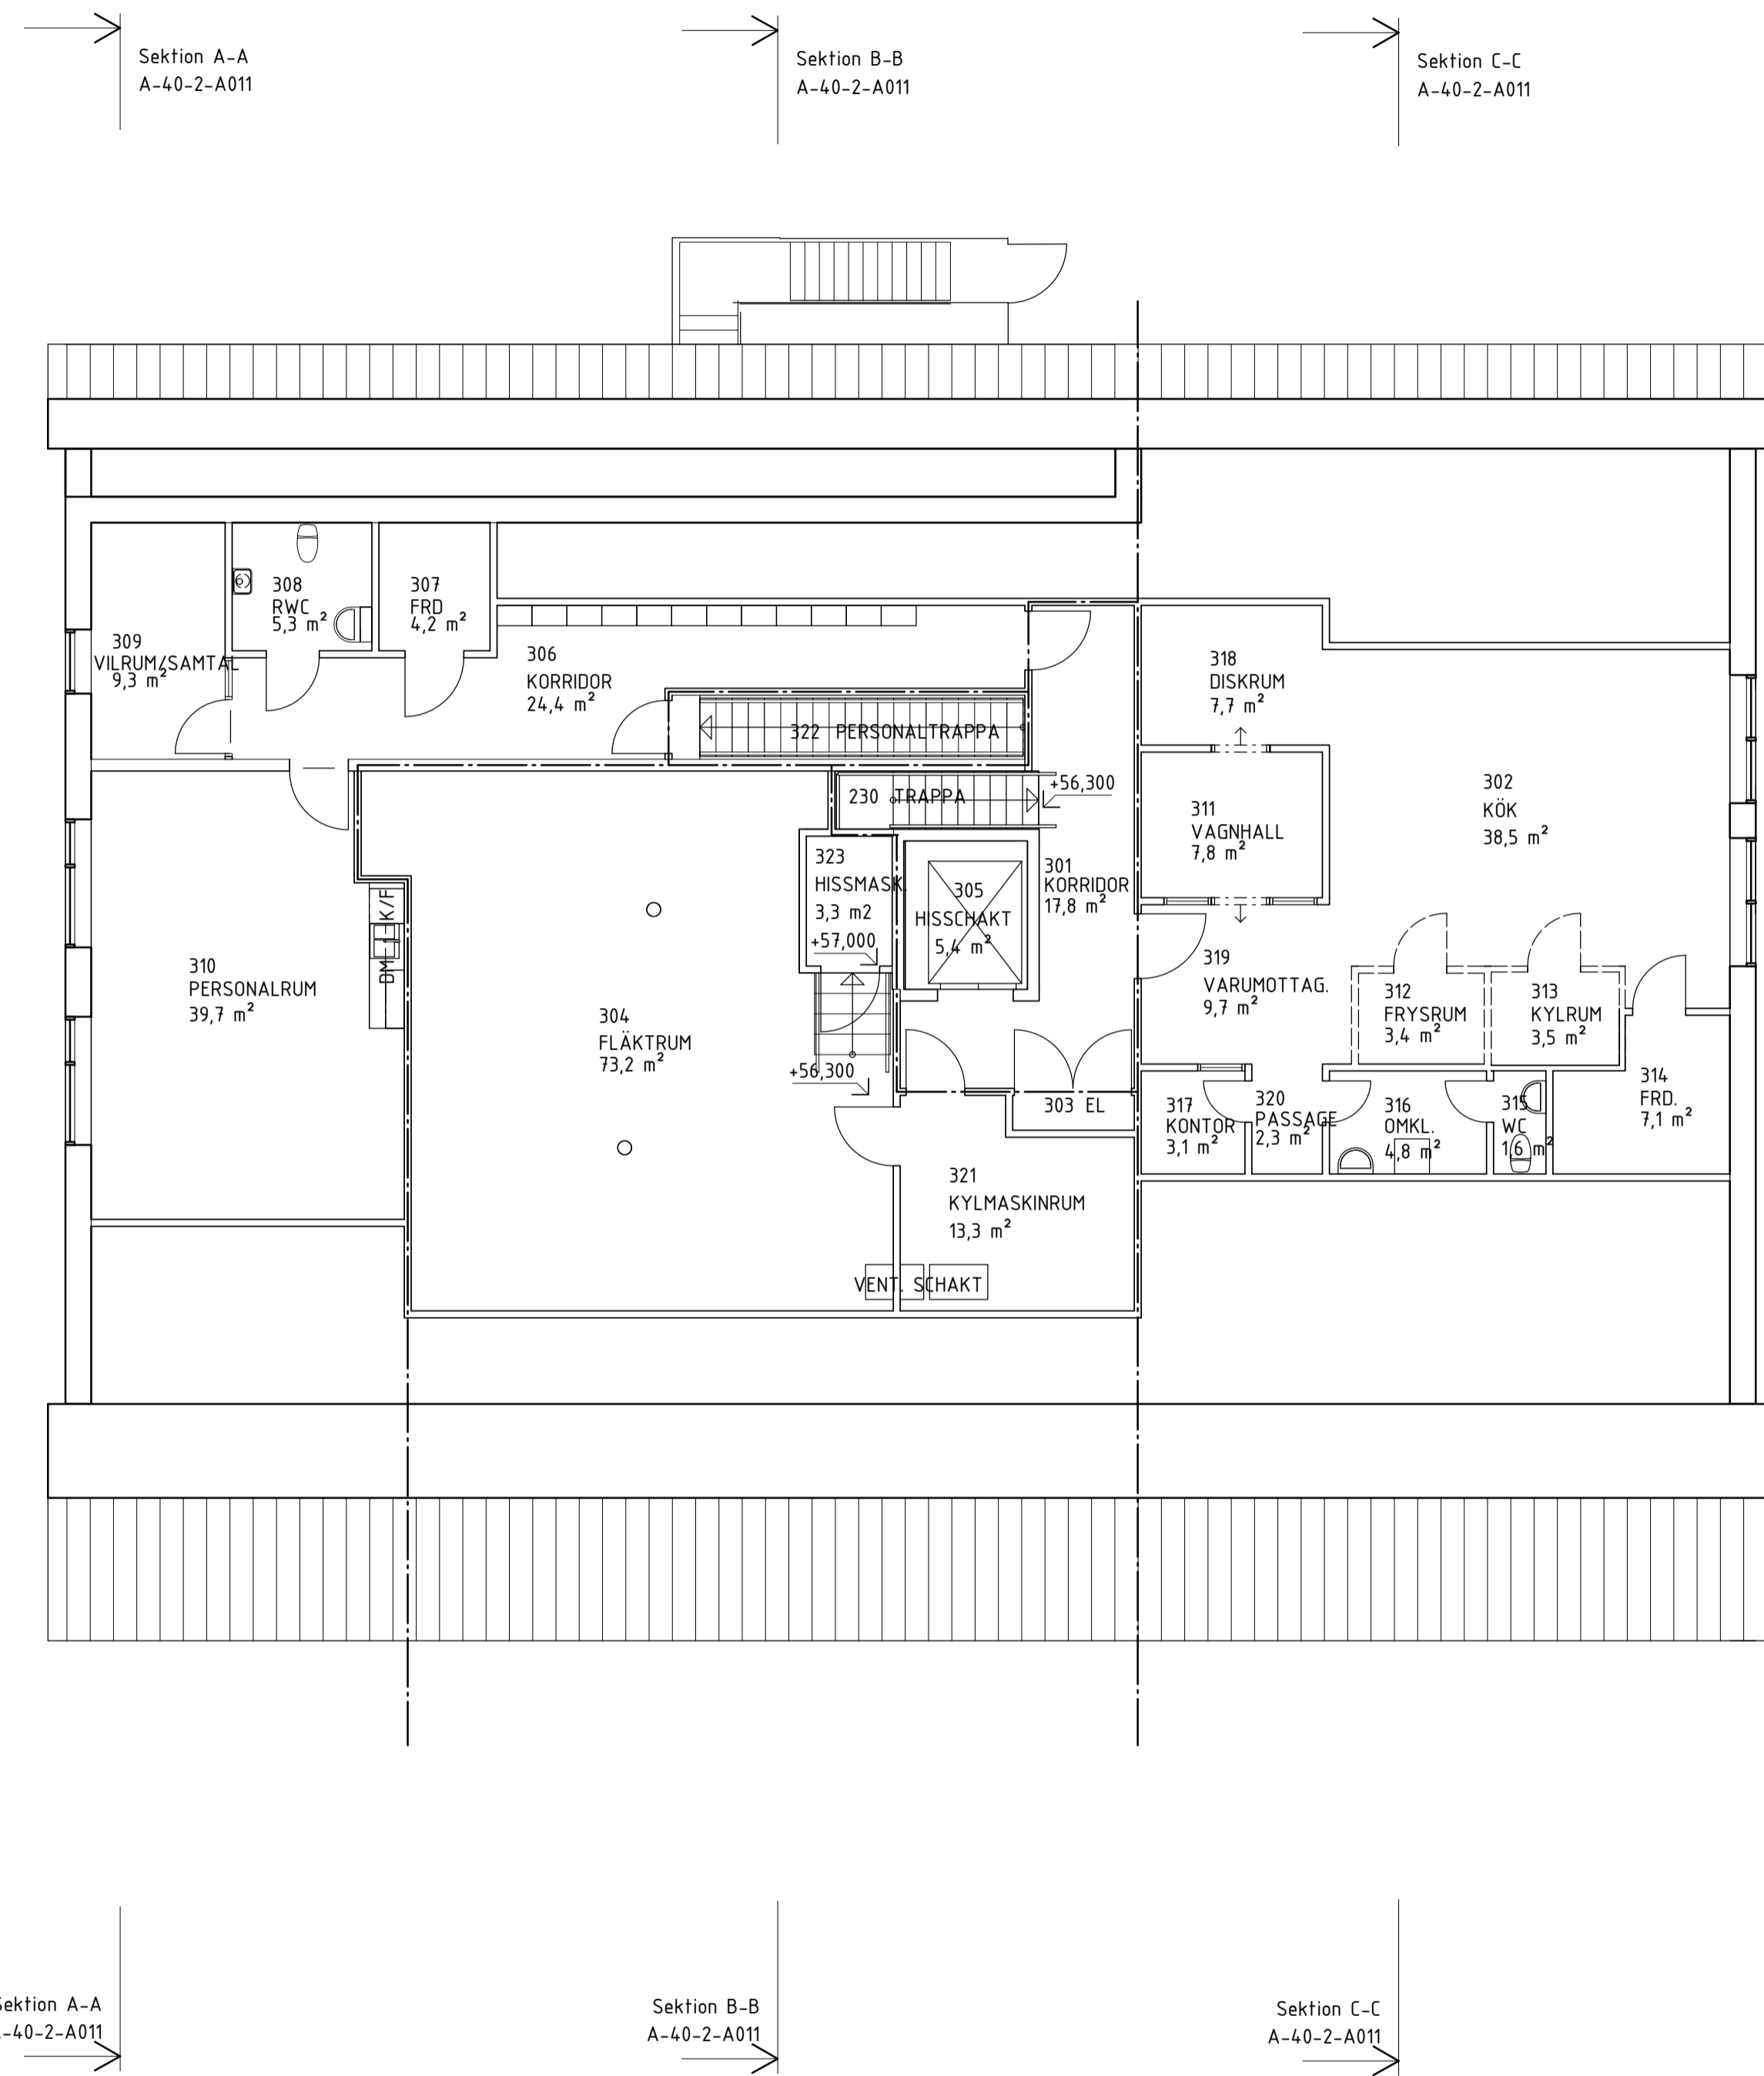 Sektion A-A
A-40-2-A011
Sektion B-B
A-40-2-A011
Sektion C-C
A-40-2-A011
309
VILRUM/SAMTAL
9,3 m²
308
RWC
5,3 m²
307
FRD
4,2 m²
306
KORRIDOR
24,4 m²
322 PERSONALTRAPPA
318
DISKRUM
7,7 m²
302
KÖK
38,5 m²
230 TRAPPA
+56,300
311
VAGNHALL
7,8 m²
323
HISSMASK.
3,3 m2
+57,000
305
HISSCHAKT
5,4 m²
301
KORRIDOR
17,8 m²
310
PERSONALRUM
39,7 m²
DM
K/F
304
FLÄKTRUM
73,2 m²
+56,300
319
VARUMOTTAG.
9,7 m²
312
FRYSRUM
3,4 m²
313
KYLRUM
3,5 m²
314
FRD.
7,1 m²
303 EL
317
KONTOR
3,1 m²
320
PASSAGE
2,3 m²
316
OMKL.
4,8 m²
315
WC
1,6 m²
321
KYLMASKINRUM
13,3 m²
VENT. SCHAKT
Sektion A-A
A-40-2-A011
Sektion B-B
A-40-2-A011
Sektion C-C
A-40-2-A011